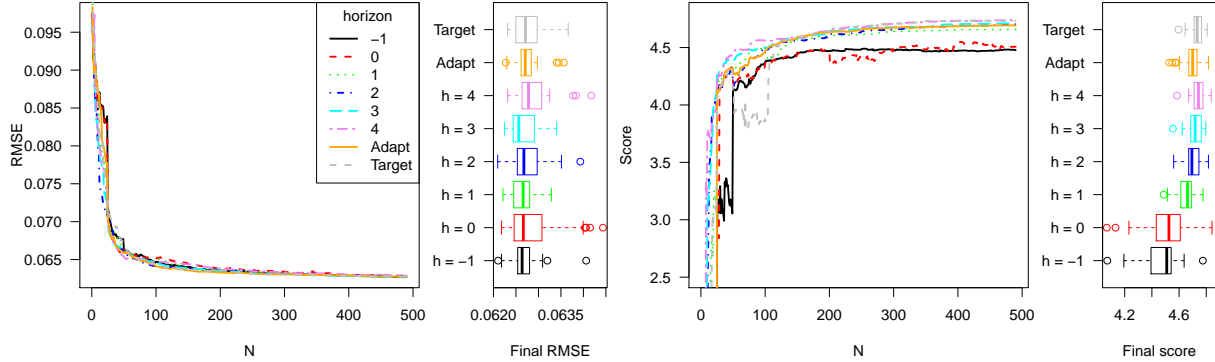 horizon
−1
0
1
2
3
4
Adapt
Target
RMSE
0.095
0.090
0.085
0.080
0.075
0.070
0.065
0
100
200
300
400
500
N
Target
Adapt
h = 4
h = 3
h = 2
h = 1
h = 0
h = −1
0.0620
0.0635
Final RMSE
Score
4.5
4.0
3.5
3.0
2.5
0
100
200
300
400
500
N
Target
Adapt
h = 4
h = 3
h = 2
h = 1
h = 0
h = −1
4.2
4.6
Final score